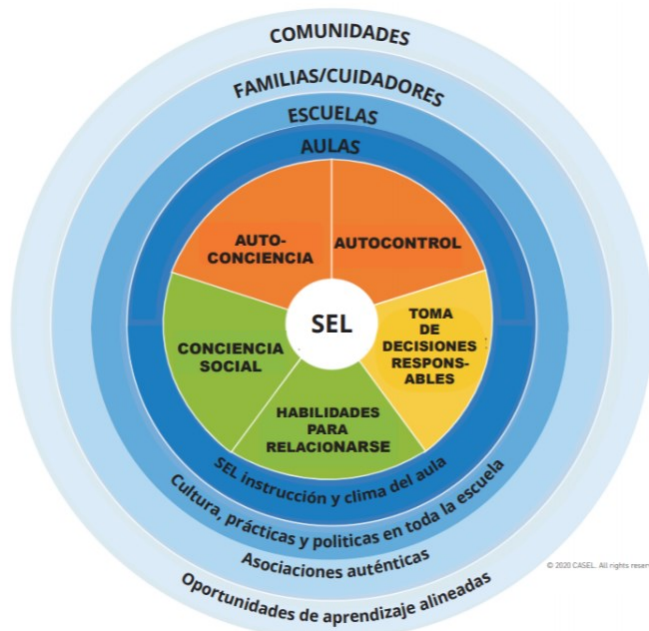 COMUNIDADES
FAMILIAS/CUIDADORES
ESCUELAS
AULAS
AUTO-
CONCIENCIA
AUTOCONTROL
SEL
TOMA
DE
DECISIONES
RESPONS-
ABLES
CONCIENCIA
SOCIAL
HABILIDADES
PARA
RELACIONARSE
SEL instrucción y clima del aula
Cultura, prácticas y politicas en toda la escuela
Asociaciones auténticas
Oportunidades de aprendizaje alineadas
© 2020 CASEL. All rights reser